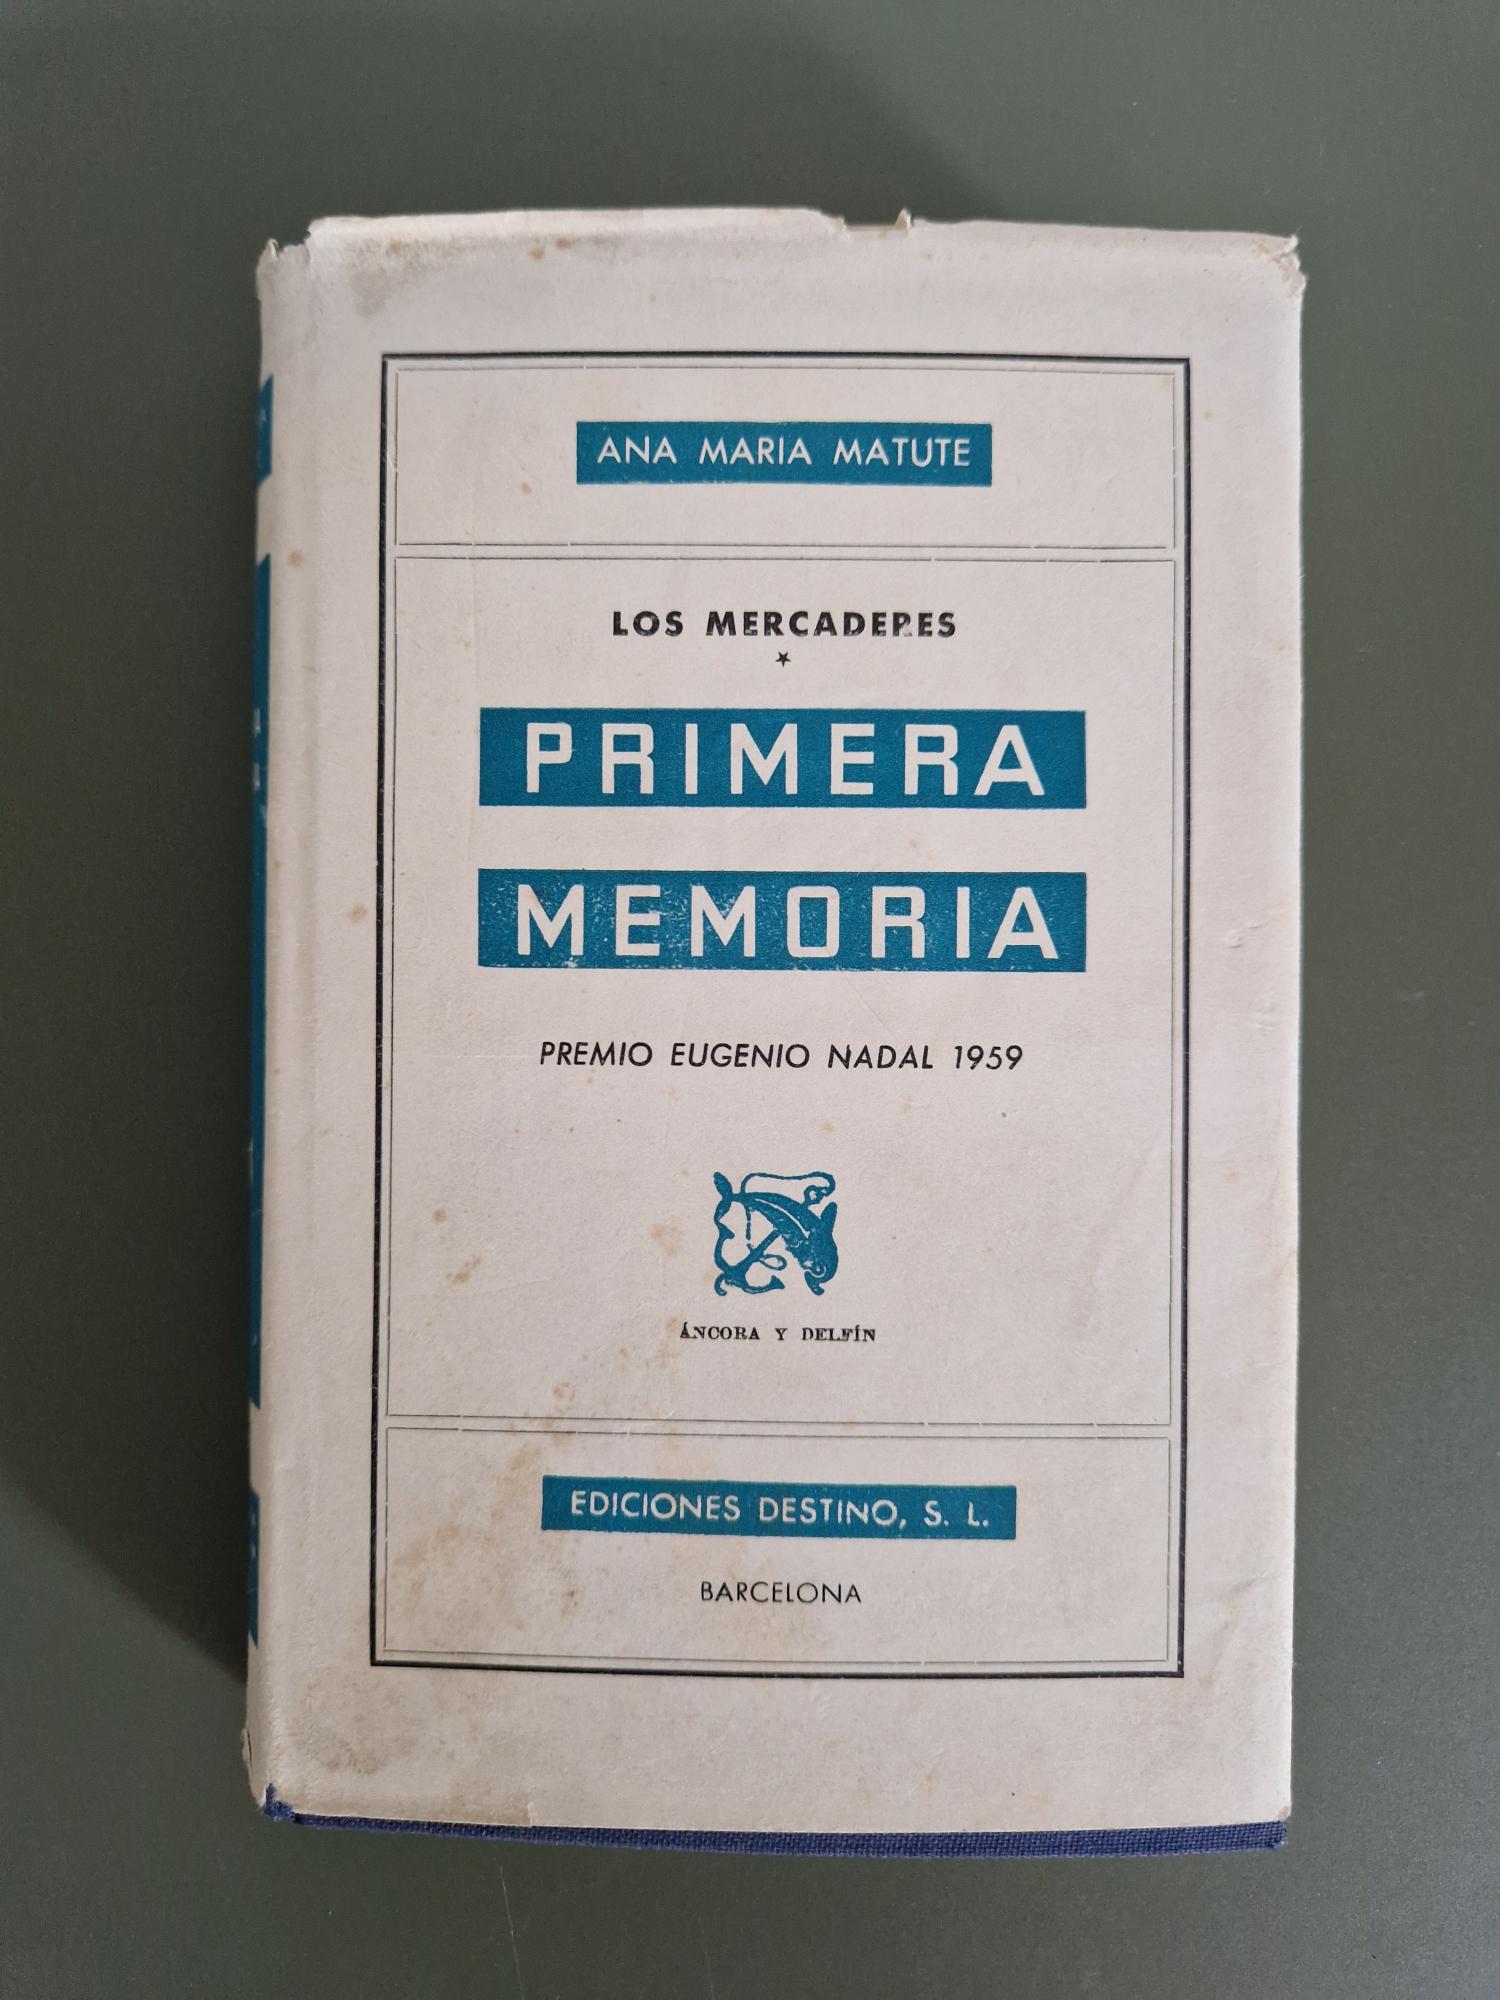 ANA MARIA MATUTE
LOS MERCADERES
PRIMERA
MEMORIA
PREMIO EUGENIO NADAL 1959
ÁNCORA Y DELFÍN
EDICIONES DESTINO, S. L.
BARCELONA